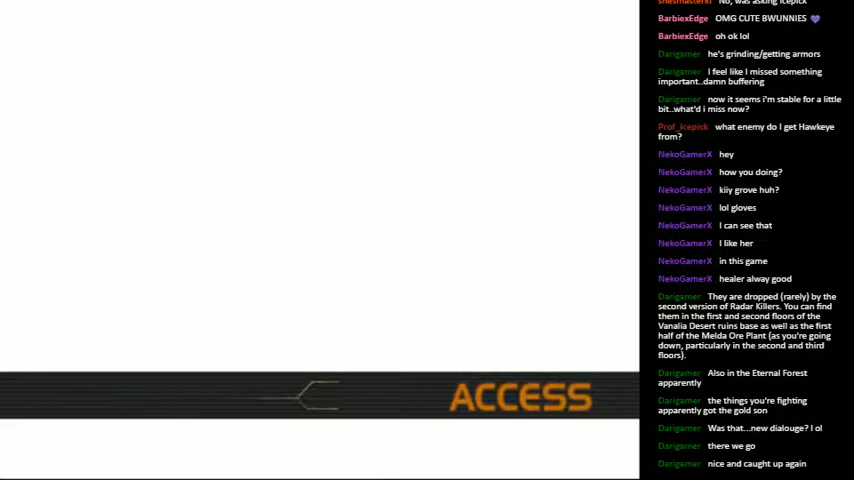 snesmasterki No, was asking icepick
BarbiexEdge OMG CUTE BWUNNIES 💜
BarbiexEdge oh ok lol
Darigamer he's grinding/getting armors
Darigamer I feel like I missed something
important..damn buffering
Darigamer now it seems i'm stable for a little
bit..what'd i miss now?
Prof_Icepick what enemy do I get Hawkeye
from?
NekoGamerX hey
NekoGamerX how you doing?
NekoGamerX kiiy grove huh?
NekoGamerX lol gloves
NekoGamerX I can see that
NekoGamerX I like her
NekoGamerX in this game
NekoGamerX healer alway good
Darigamer They are dropped (rarely) by the
second version of Radar Killers. You can find
them in the first and second floors of the
Vanalia Desert ruins base as well as the first
half of the Melda Ore Plant (as you're going
down, particularly in the second and third
floors).
Darigamer Also in the Eternal Forest
apparently
Darigamer the things you're fighting
apparently got the gold son
Darigamer Was that...new dialouge? I ol
Darigamer there we go
Darigamer nice and caught up again
ACCESS